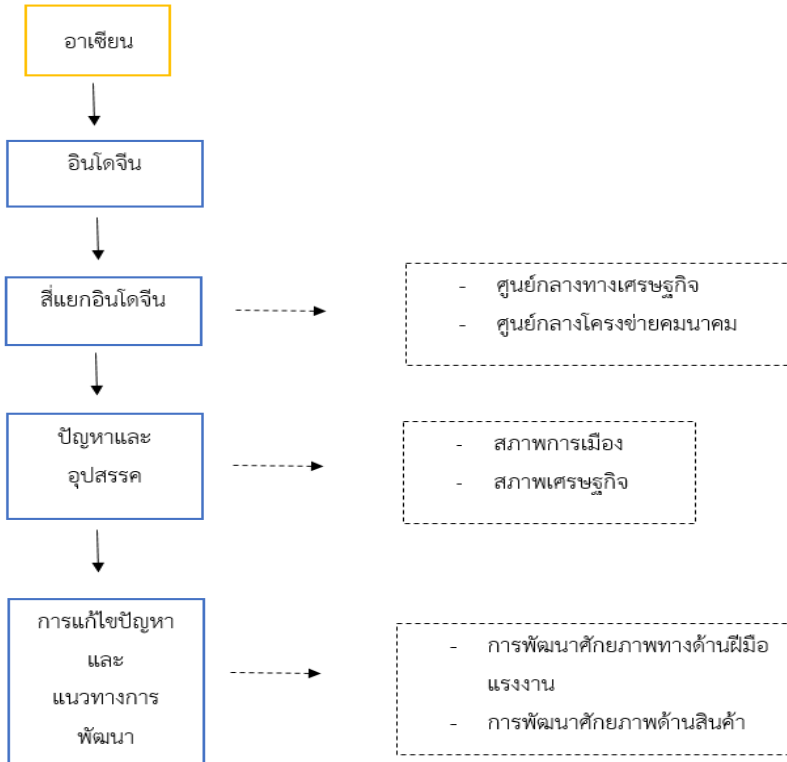 อาเซียน
อินโดจีน
สี่แยกอินโดจีน
- ศูนย์กลางทางเศรษฐกิจ
- ศูนย์กลางโครงข่ายคมนาคม
ปัญหาและ
อุปสรรค
- สภาพการเมือง
- สภาพเศรษฐกิจ
การแก้ไขปัญหา
และ
แนวทางการ
พัฒนา
- การพัฒนาศักยภาพทางด้านฝีมือ
แรงงาน
- การพัฒนาศักยภาพด้านสินค้า